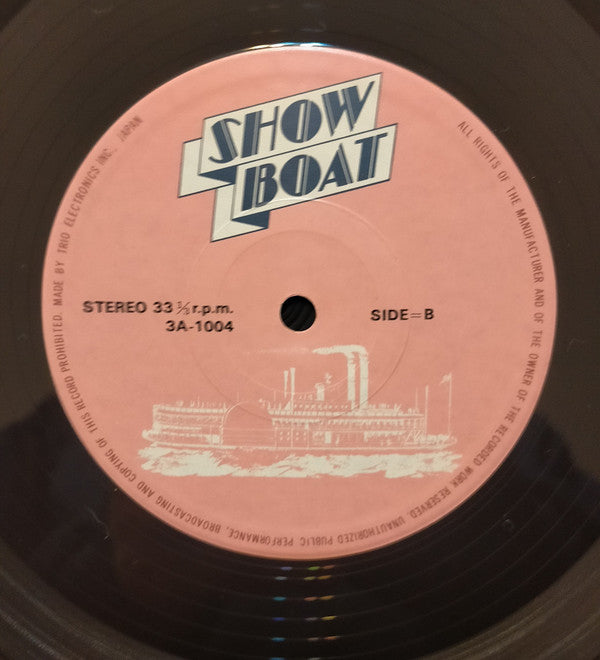 SHOW
BOAT
STEREO 33 1/3 r.p.m.
3A-1004
SIDE=B
ALL RIGHTS OF THE MANUFACTURER AND OF THE OWNER OF THE RECORDED WORK RESERVED. UNAUTHORIZED PUBLIC PERFORMANCE, BROADCASTING AND COPYING OF THIS RECORD PROHIBITED. MADE BY TRIO ELECTRONICS INC., JAPAN